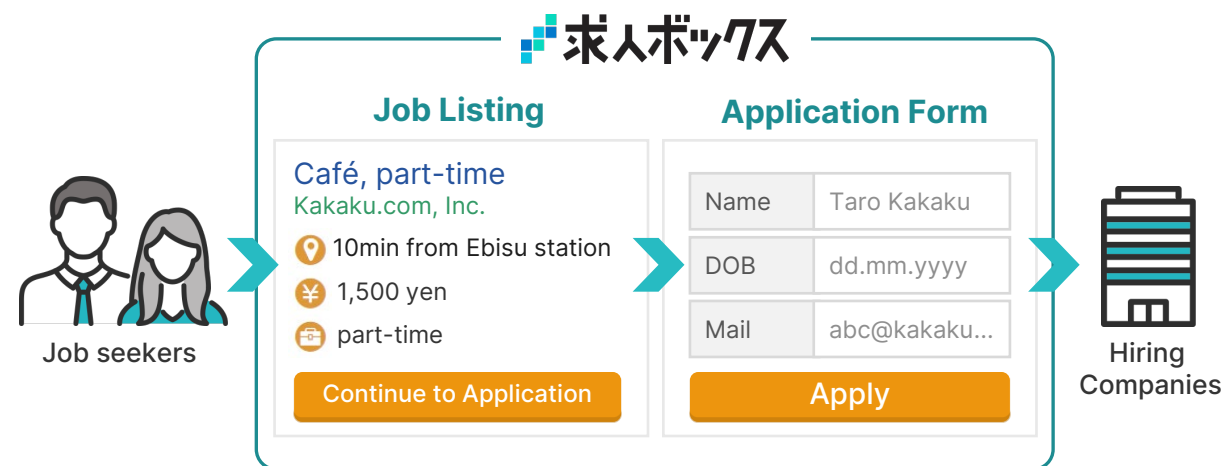 求人ボックス
Job Listing
Application Form
Café, part-time
Kakaku.com, Inc.
10min from Ebisu station
¥ 1,500 yen
part-time
Continue to Application
Name Taro Kakaku
DOB dd.mm.yyyy
Mail abc@kakaku...
Apply
Job seekers
Hiring
Companies